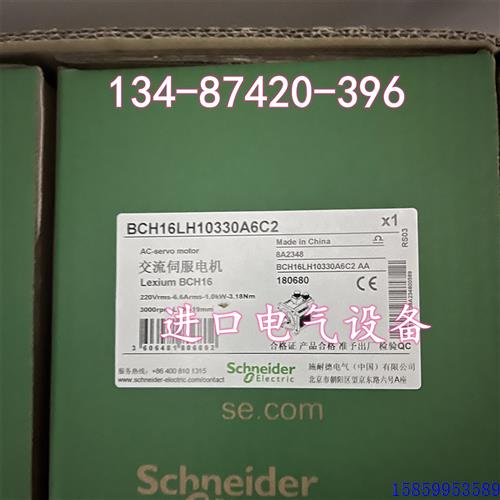 134-87420-396
BCH16LH10330A6C2
x1
AC-servo motor
Made in China
RS03
8A2348
交流伺服电机
BCH16LH10330A6C2 AA
Lexium BCH16
180680
220Vrms-6.6Arms-1.0kW-3.18Nm
3000rpm
CE
进口电气设备
合格证 产品合格 准予出厂 检验QC
Technical support: +86 400 810 1315
www.schneider-electric.com/contact
Schneider
Electric
施耐德电气（中国）有限公司
北京市朝阳区望京东路六号A座
se.com
Schneider
Electric
15859953589